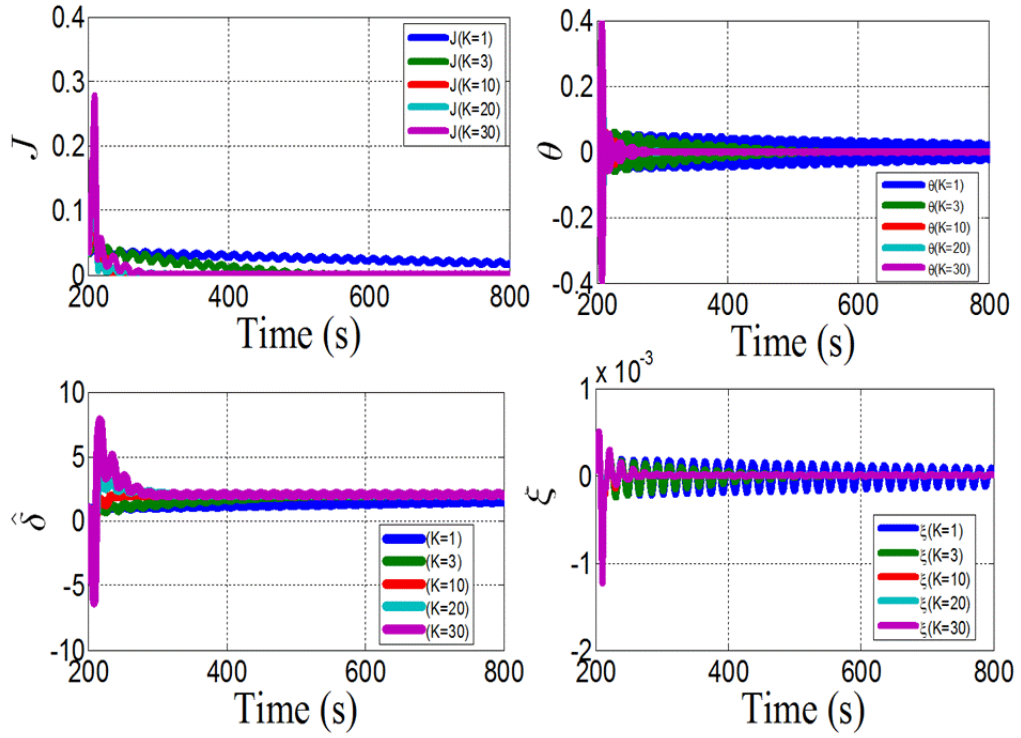 0.4
0.3
0.2
0.1
0
J
J(K=1)
J(K=3)
J(K=10)
J(K=20)
J(K=30)
200 400 600 800
Time (s)
0.4
0.2
0
-0.2
-0.4
θ
θ(K=1)
θ(K=3)
θ(K=10)
θ(K=20)
θ(K=30)
200 400 600 800
Time (s)
10
5
0
-5
-10
δ̂
(K=1)
(K=3)
(K=10)
(K=20)
(K=30)
200 400 600 800
Time (s)
x 10⁻³
1
0
-1
-2
ξ
ξ(K=1)
ξ(K=3)
ξ(K=10)
ξ(K=20)
ξ(K=30)
200 400 600 800
Time (s)